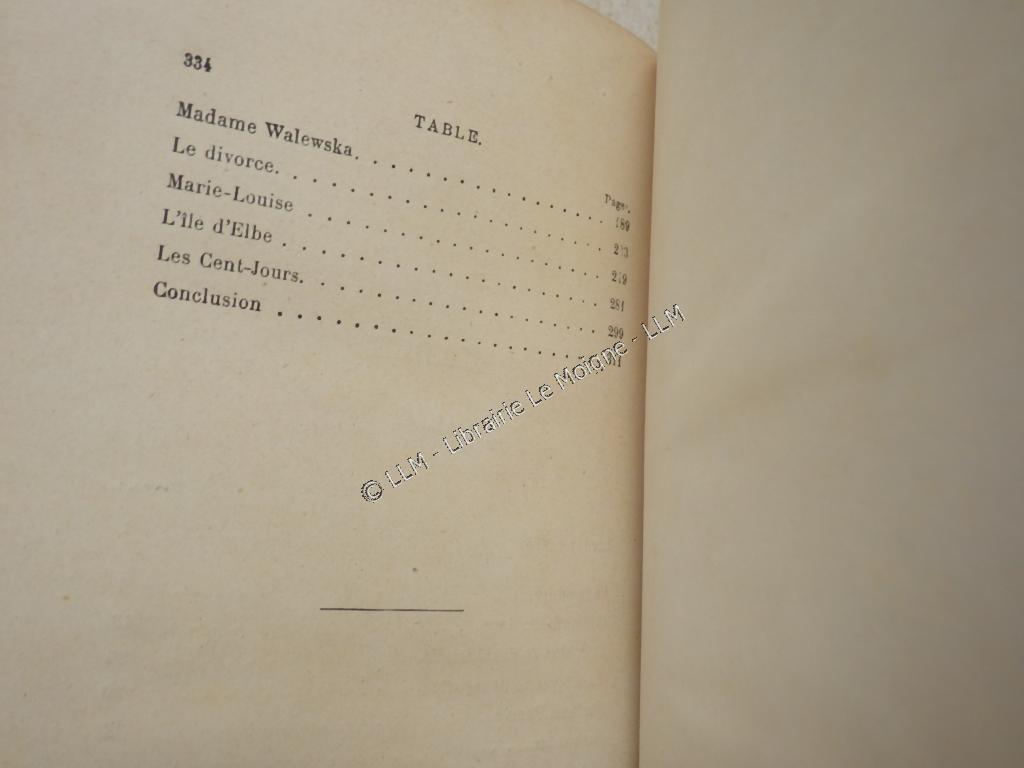 334
TABLE.
Pages.
Madame Walewska. . . . . . . . . . . . . . . 189
Le divorce. . . . . . . . . . . . . . . . . . .
Marie-Louise . . . . . . . . . . . . . . . . . 219
L'île d'Elbe . . . . . . . . . . . . . . . . . . 281
Les Cent-Jours. . . . . . . . . . . . . . . . . 299
Conclusion . . . . . . . . . . . . . . . . .
© LLM - Librairie Le Moigne - LLM